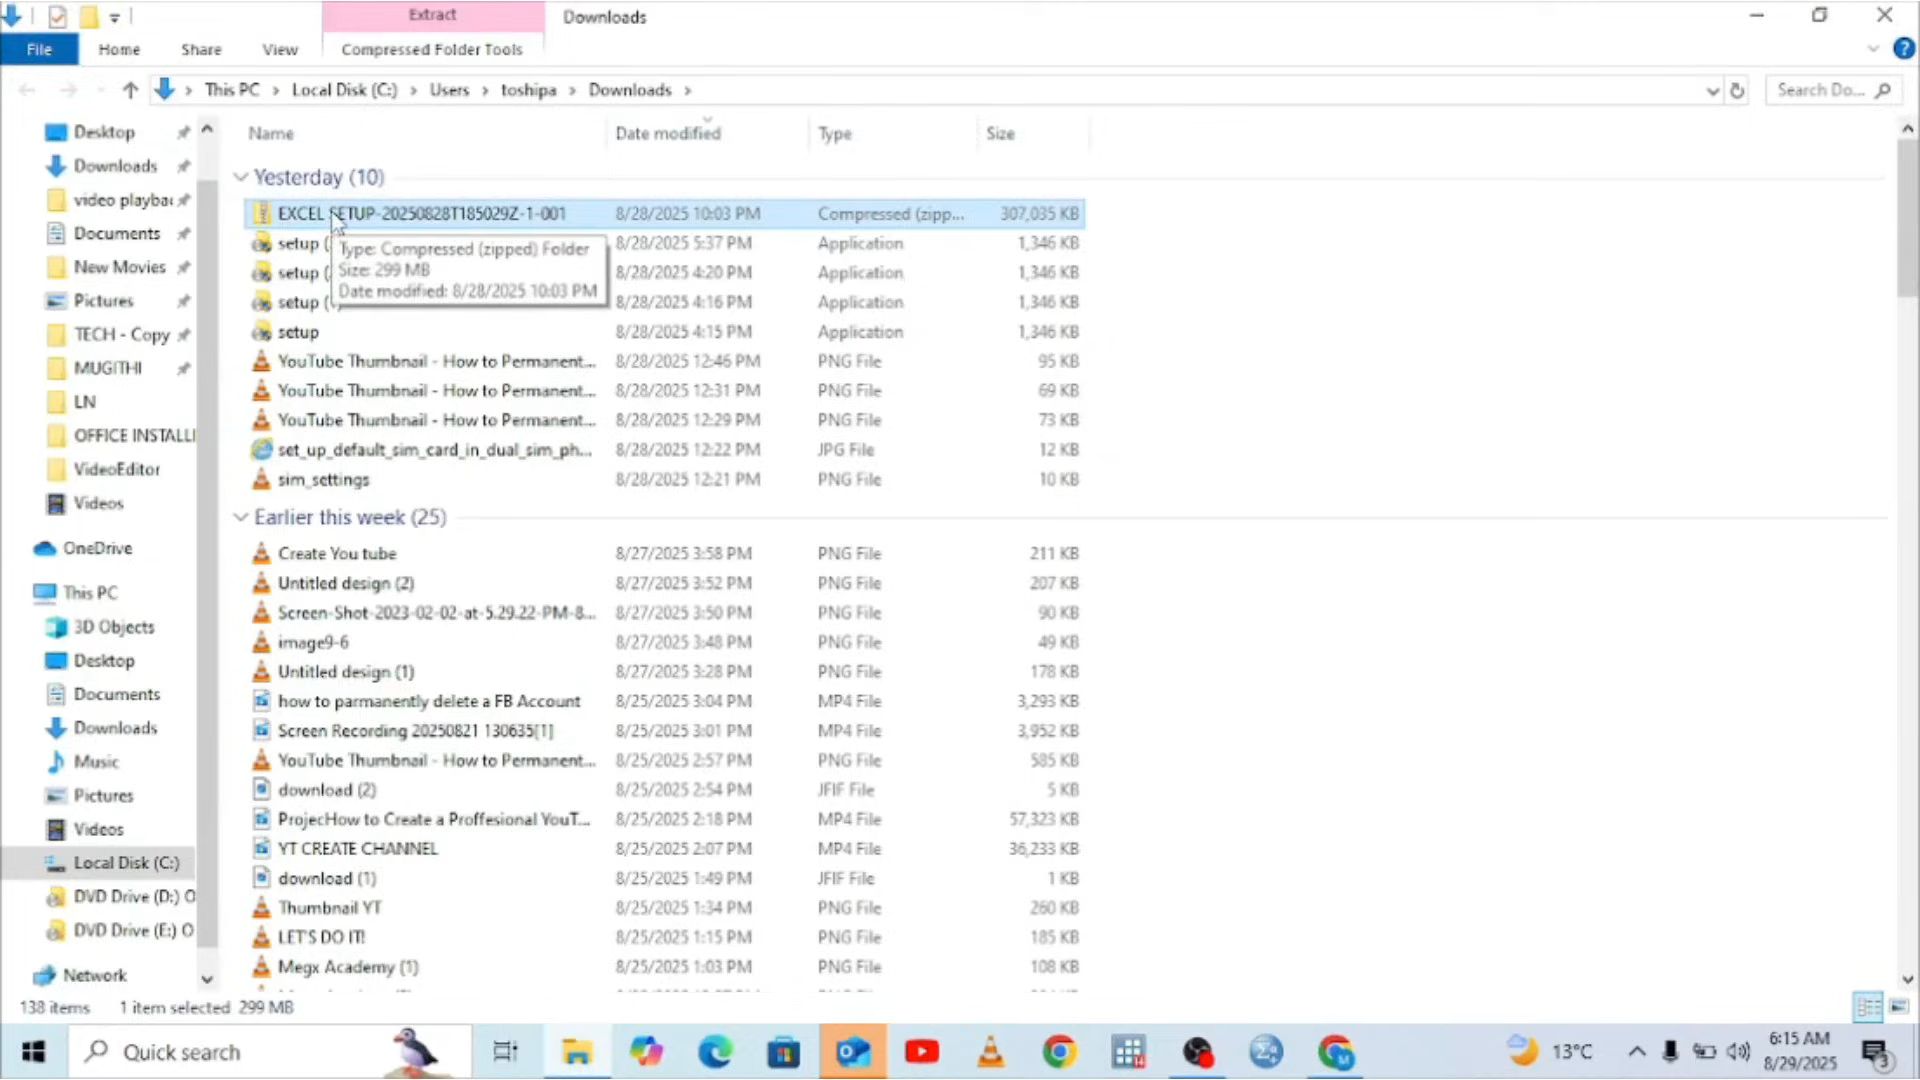 Extract
Downloads
File
Home
Share
View
Compressed Folder Tools
This PC > Local Disk (C:) > Users > toshipa > Downloads >
Search Do...
Desktop
Downloads
video playba
Documents
New Movies
Pictures
TECH - Copy
MUGITHI
LN
OFFICE INSTALL
VideoEditor
Videos
OneDrive
This PC
3D Objects
Desktop
Documents
Downloads
Music
Pictures
Videos
Local Disk (C:)
DVD Drive (D:) O
DVD Drive (E:) O
Network
Name Date modified Type Size
Yesterday (10)
EXCEL SETUP-20250828T185029Z-1-001 8/28/2025 10:03 PM Compressed (zipp... 307,035 KB
setup ( 8/28/2025 5:37 PM Application 1,346 KB
setup ( 8/28/2025 4:20 PM Application 1,346 KB
setup ( 8/28/2025 4:16 PM Application 1,346 KB
Type: Compressed (zipped) Folder
Size: 299 MB
Date modified: 8/28/2025 10:03 PM
setup 8/28/2025 4:15 PM Application 1,346 KB
YouTube Thumbnail - How to Permanent... 8/28/2025 12:46 PM PNG File 95 KB
YouTube Thumbnail - How to Permanent... 8/28/2025 12:31 PM PNG File 69 KB
YouTube Thumbnail - How to Permanent... 8/28/2025 12:29 PM PNG File 73 KB
set_up_default_sim_card_in_dual_sim_ph... 8/28/2025 12:22 PM JPG File 12 KB
sim_settings 8/28/2025 12:21 PM PNG File 10 KB
Earlier this week (25)
Create You tube 8/27/2025 3:58 PM PNG File 211 KB
Untitled design (2) 8/27/2025 3:52 PM PNG File 207 KB
Screen-Shot-2023-02-02-at-5.29.22-PM-8... 8/27/2025 3:50 PM PNG File 90 KB
image9-6 8/27/2025 3:48 PM PNG File 49 KB
Untitled design (1) 8/27/2025 3:28 PM PNG File 178 KB
how to parmanently delete a FB Account 8/25/2025 3:04 PM MP4 File 3,293 KB
Screen Recording 20250821 130635[1] 8/25/2025 3:01 PM MP4 File 3,952 KB
YouTube Thumbnail - How to Permanent... 8/25/2025 2:57 PM PNG File 585 KB
download (2) 8/25/2025 2:54 PM JFIF File 5 KB
ProjecHow to Create a Proffesional YouT... 8/25/2025 2:18 PM MP4 File 57,323 KB
YT CREATE CHANNEL 8/25/2025 2:07 PM MP4 File 36,233 KB
download (1) 8/25/2025 1:49 PM JFIF File 1 KB
Thumbnail YT 8/25/2025 1:34 PM PNG File 260 KB
LET'S DO IT! 8/25/2025 1:15 PM PNG File 185 KB
Megx Academy (1) 8/25/2025 1:03 PM PNG File 108 KB
138 items 1 item selected 299 MB
Quick search
13°C
6:15 AM
8/29/2025
3